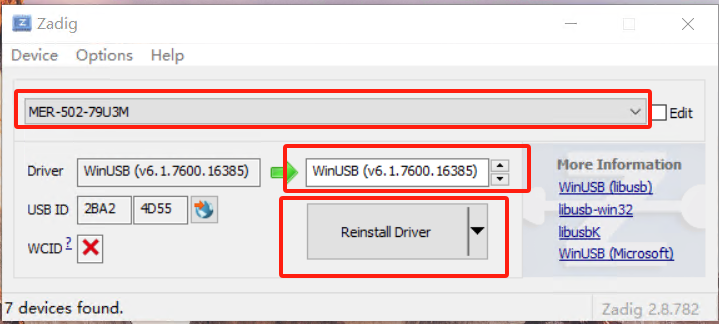 Zadig
Device Options Help
MER-502-79U3M
Edit
Driver WinUSB (v6.1.7600.16385) WinUSB (v6.1.7600.16385)
More Information
WinUSB (libusb)
USB ID 2BA2 4D55
libusb-win32
Reinstall Driver
libusbK
WCID ?
WinUSB (Microsoft)
7 devices found.
Zadig 2.8.782